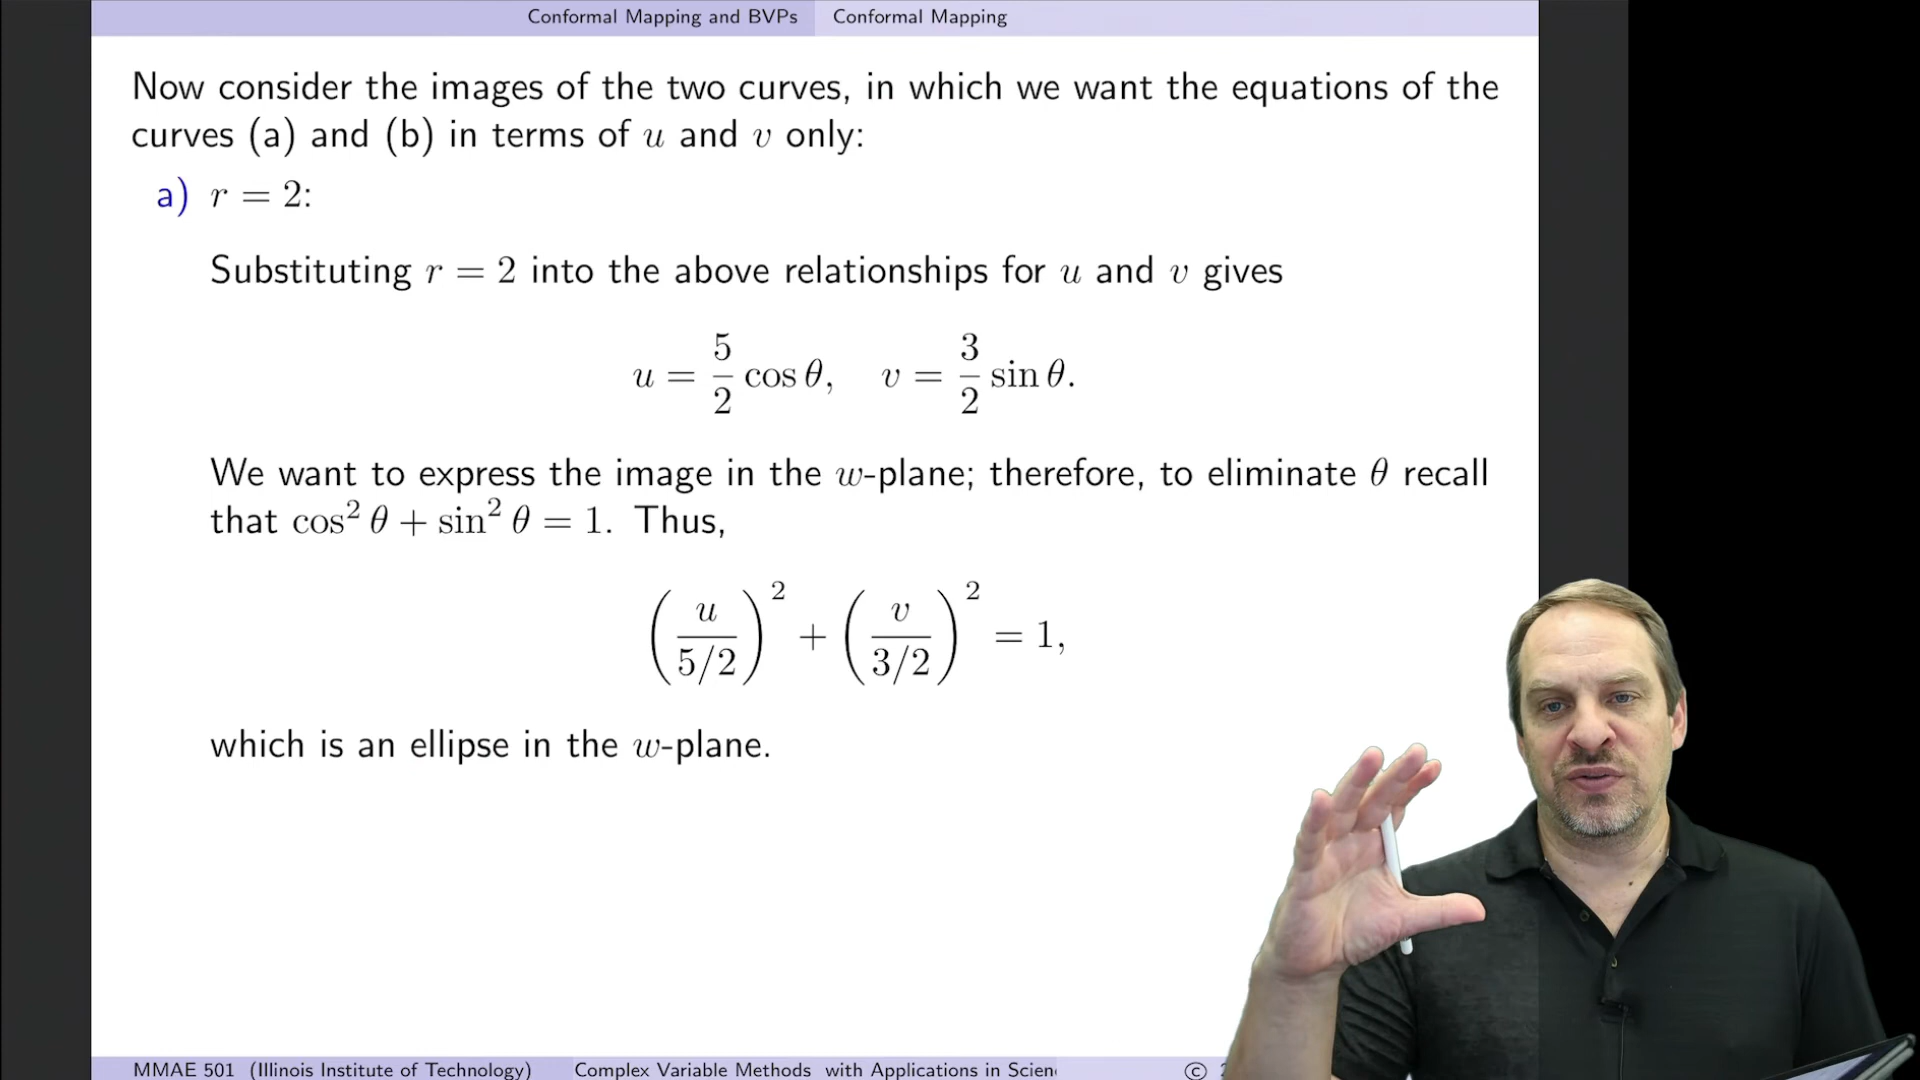 Conformal Mapping and BVPs Conformal Mapping
Now consider the images of the two curves, in which we want the equations of the
curves (a) and (b) in terms of u and v only:
a) r = 2:
Substituting r = 2 into the above relationships for u and v gives
u = 5/2 cos θ, v = 3/2 sin θ.
We want to express the image in the w-plane; therefore, to eliminate θ recall
that cos² θ + sin² θ = 1. Thus,
(u/(5/2))² + (v/(3/2))² = 1,
which is an ellipse in the w-plane.
MMAE 501 (Illinois Institute of Technology) Complex Variable Methods with Applications in ©